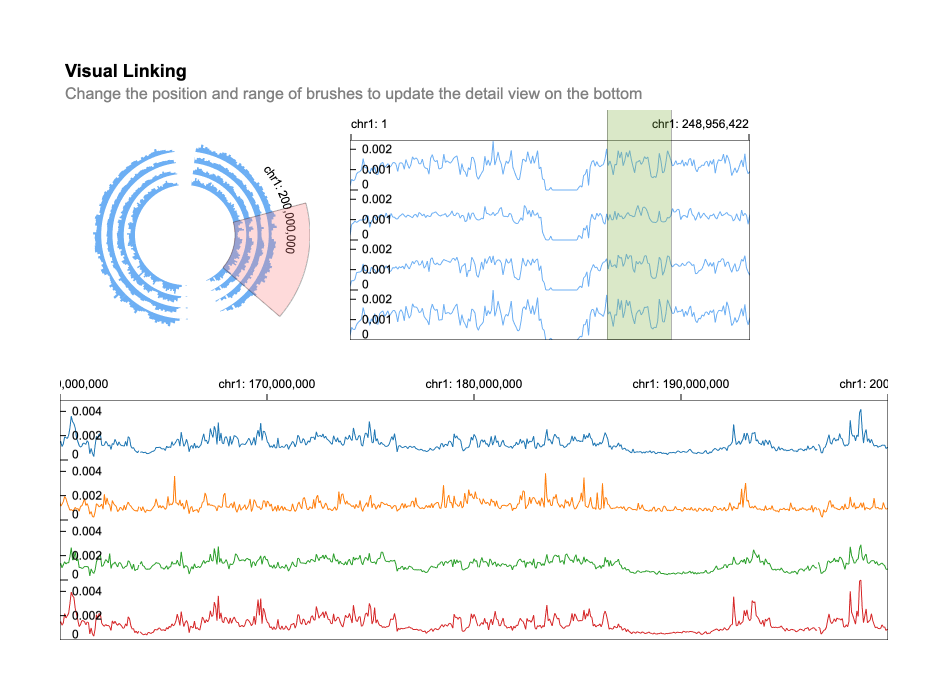 Visual Linking
Change the position and range of brushes to update the detail view on the bottom
chr1: 1
chr1: 248,956,422
chr1: 200,000,000
0.002
0.001
0
0.002
0.001
0
0.002
0.001
0
0.002
0.001
0
0,000,000
chr1: 170,000,000
chr1: 180,000,000
chr1: 190,000,000
chr1: 200
0.004
0.002
0
0.004
0.002
0
0.004
0.002
0
0.004
0.002
0